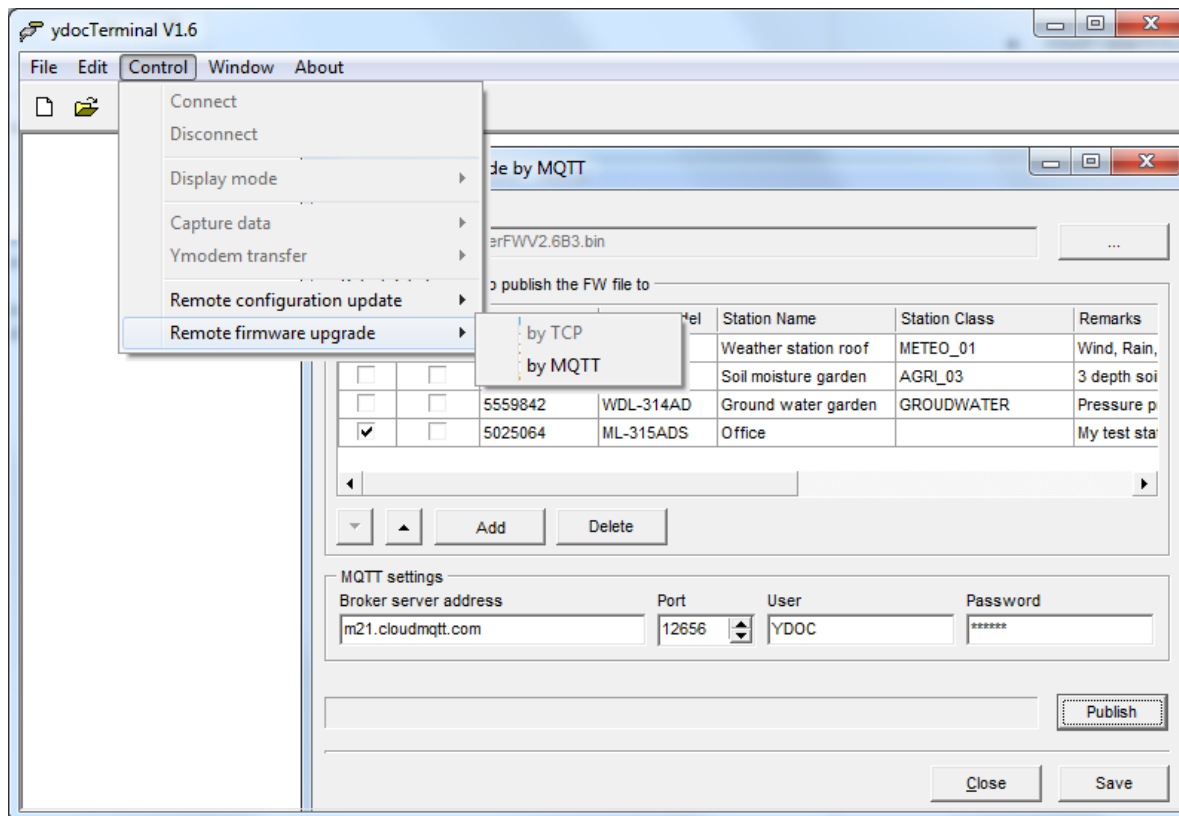 ydocTerminal V1.6
File Edit Control Window About
Connect
Disconnect
Display mode
Capture data
Ymodem transfer
Remote configuration update
Remote firmware upgrade
by TCP
by MQTT
de by MQTT
erFWV2.6B3.bin
...
o publish the FW file to
el Station Name Station Class Remarks
Weather station roof METEO_01 Wind, Rain,
Soil moisture garden AGRI_03 3 depth soi
5559842 WDL-314AD Ground water garden GROUDWATER Pressure p
5025064 ML-315ADS Office My test sta
Add Delete
MQTT settings
Broker server address Port User Password
m21.cloudmqtt.com 12656 YDOC ******
Publish
Close Save